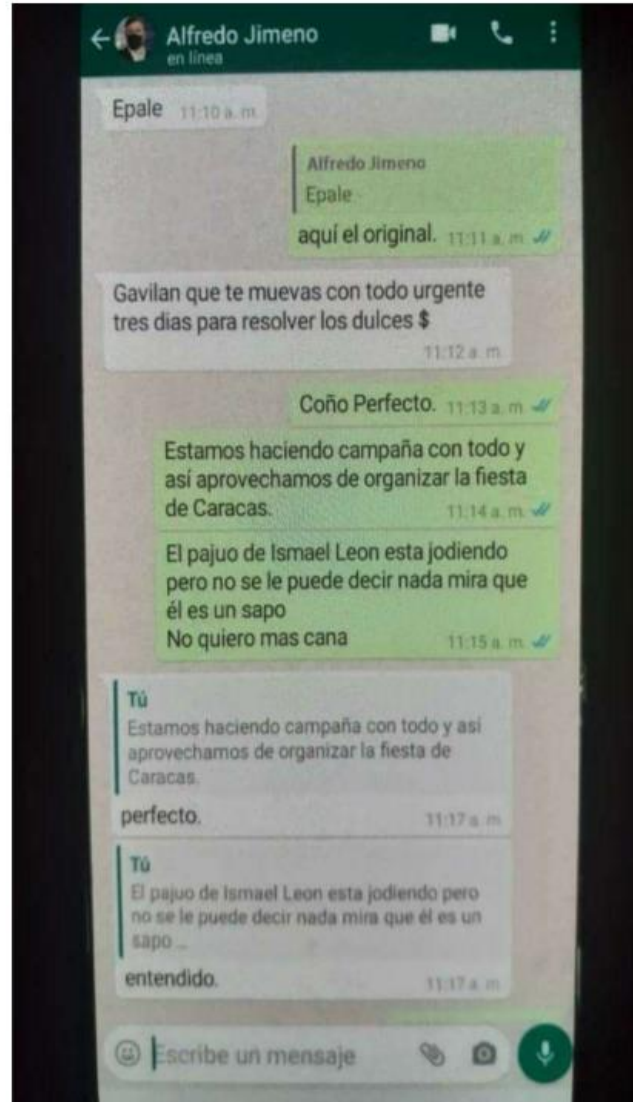 Alfredo Jimeno
en línea
Epale 11:10 a. m.
Alfredo Jimeno
Epale
aquí el original. 11:11 a. m.
Gavilan que te muevas con todo urgente
tres dias para resolver los dulces $
11:12 a. m.
Coño Perfecto. 11:13 a. m.
Estamos haciendo campaña con todo y
así aprovechamos de organizar la fiesta
de Caracas. 11:14 a. m.
El pajuo de Ismael Leon esta jodiendo
pero no se le puede decir nada mira que
él es un sapo
No quiero mas cana 11:15 a. m.
Tú
Estamos haciendo campaña con todo y así
aprovechamos de organizar la fiesta de
Caracas.
perfecto. 11:17 a. m.
Tú
El pajuo de Ismael Leon esta jodiendo pero
no se le puede decir nada mira que él es un
sapo ...
entendido. 11:17 a. m.
Escribe un mensaje